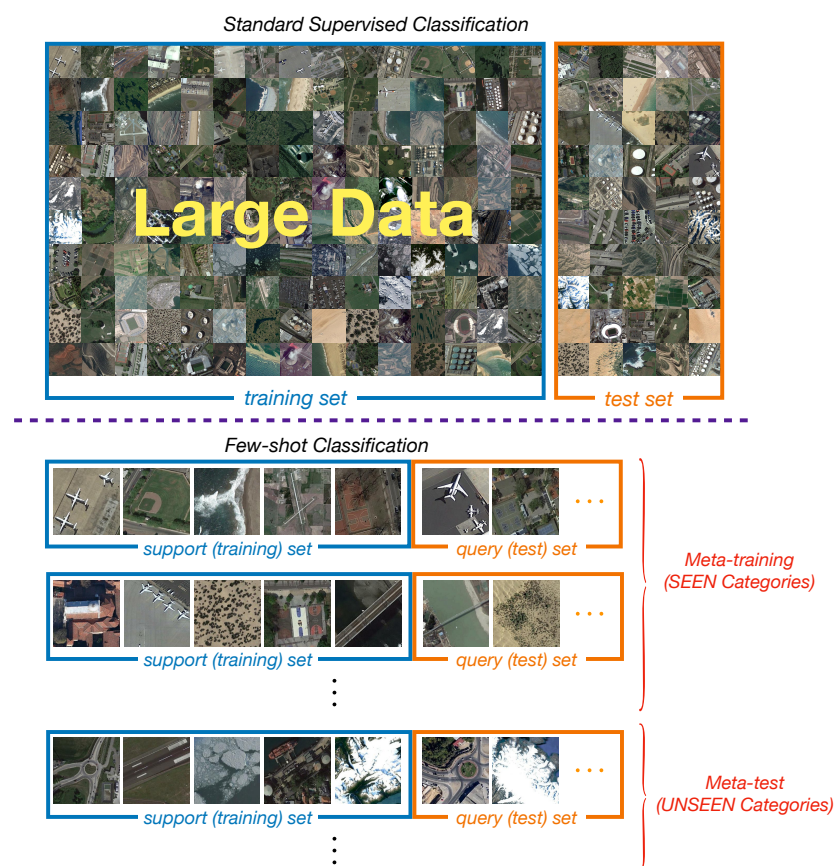 Standard Supervised Classification
Large Data
training set
test set
Few-shot Classification
support (training) set
query (test) set
Meta-training
(SEEN Categories)
support (training) set
query (test) set
Meta-test
(UNSEEN Categories)
support (training) set
query (test) set